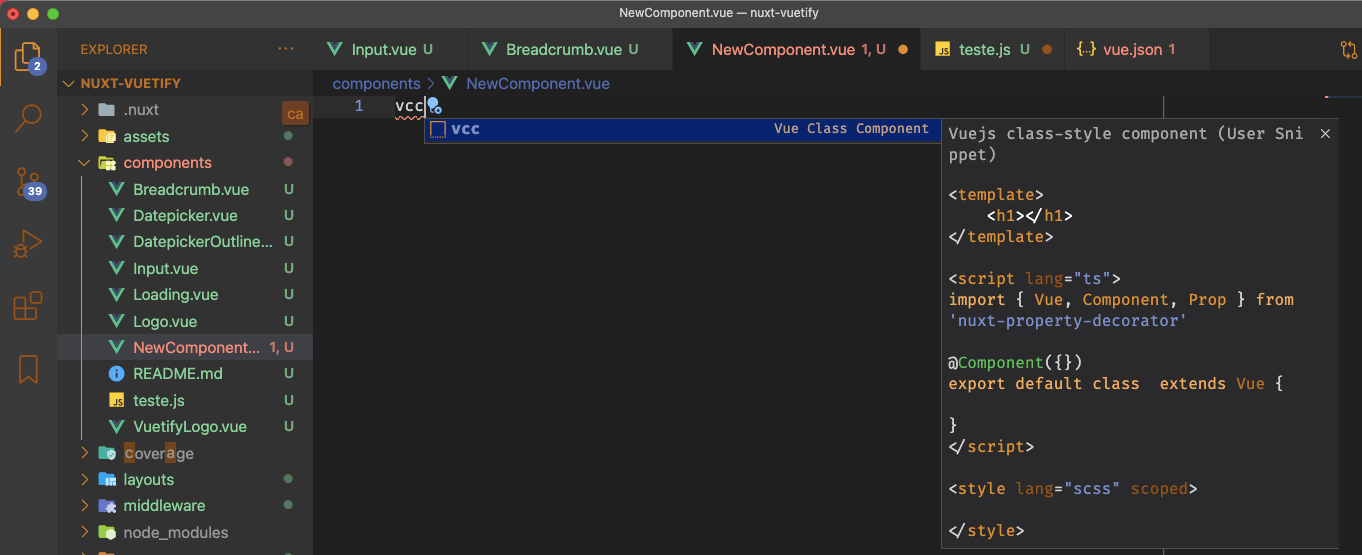 NewComponent.vue — nuxt-vuetify
EXPLORER ···
Input.vue U Breadcrumb.vue U NewComponent.vue 1, U teste.js U vue.json 1
2
39
NUXT-VUETIFY
.nuxt
ca
assets
components
Breadcrumb.vue U
Datepicker.vue U
DatepickerOutline... U
Input.vue U
Loading.vue U
Logo.vue U
NewComponent... 1, U
README.md U
teste.js U
VuetifyLogo.vue U
coverage
layouts
middleware
node_modules
components > NewComponent.vue
1 vcc
vcc Vue Class Component
Vuejs class-style component (User Sni
ppet)
<template>
<h1></h1>
</template>
<script lang="ts">
import { Vue, Component, Prop } from
'nuxt-property-decorator'
@Component({})
export default class  extends Vue {
}
</script>
<style lang="scss" scoped>
</style>